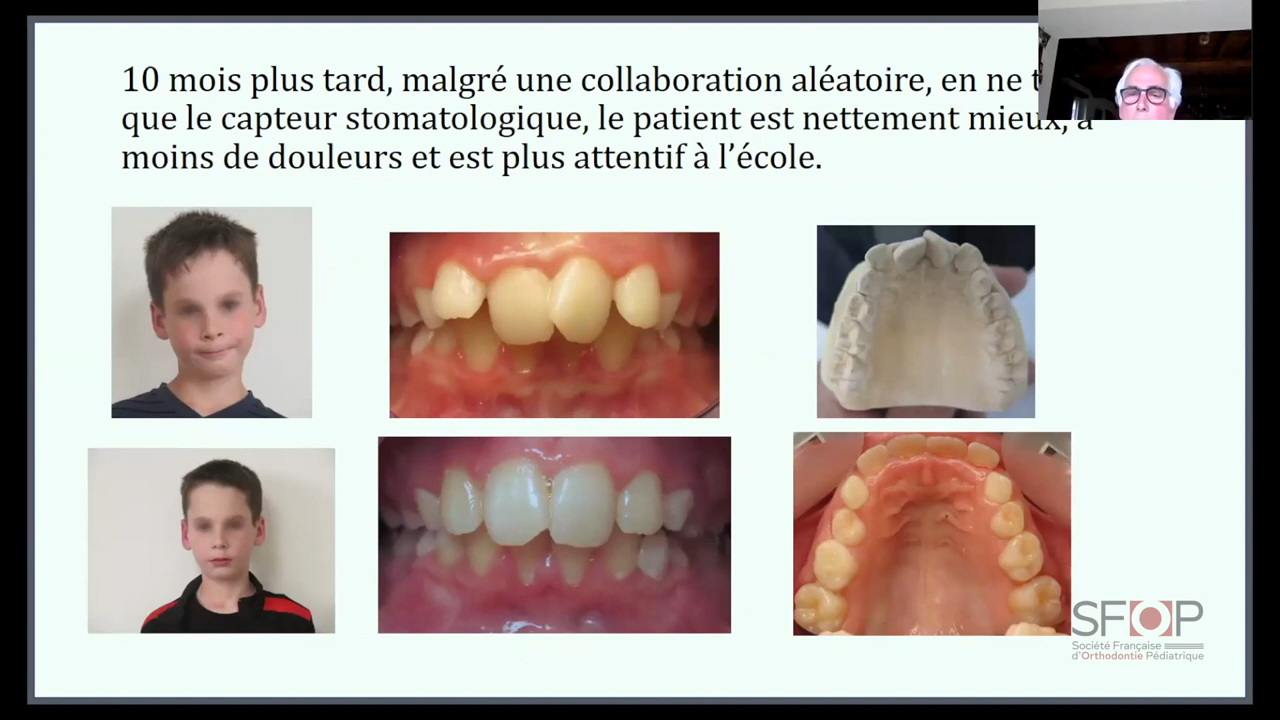 10 mois plus tard, malgré une collaboration aléatoire, en ne
que le capteur stomatologique, le patient est nettement mieux, a
moins de douleurs et est plus attentif à l’école.
SFOP
Société Française
d'Orthodontie Pédiatrique